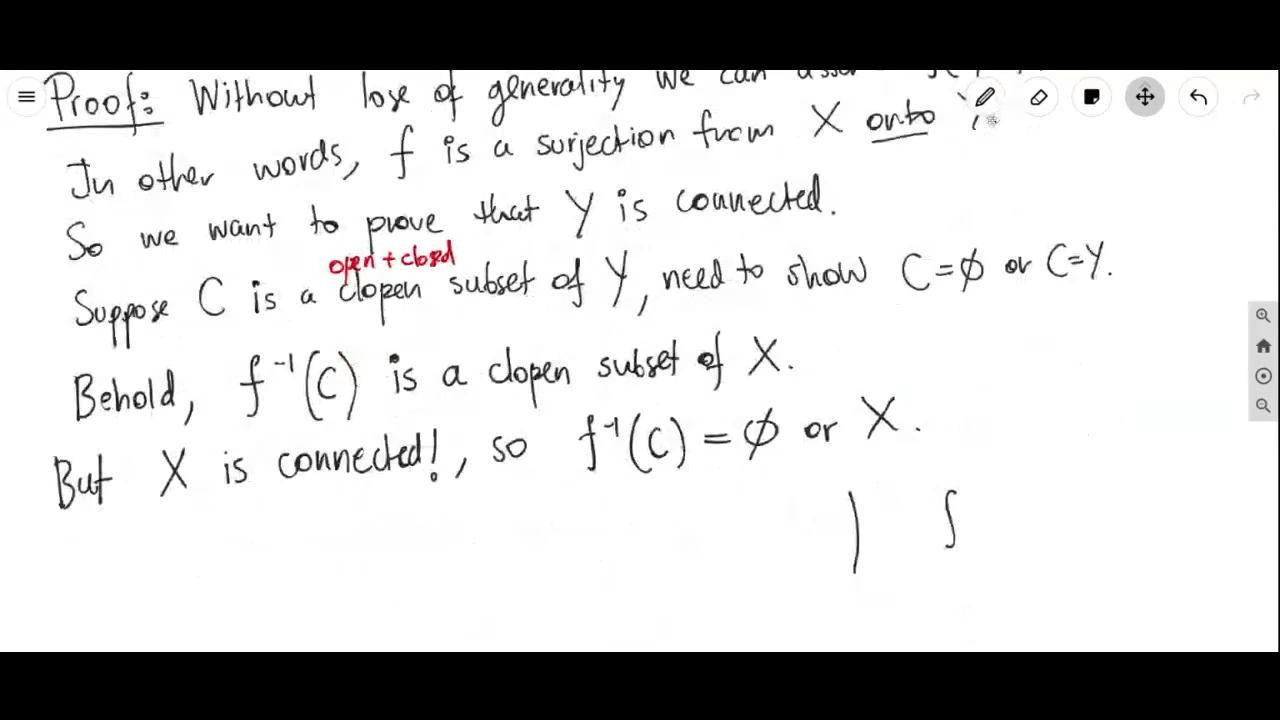 Proof: Without lose of generality we can
In other words, f is a surjection from X onto
So we want to prove that Y is connected.
open + closed
Suppose C is a clopen subset of Y, need to show C = ∅ or C = Y.
Behold, f⁻¹(C) is a clopen subset of X.
But X is connected!, so f⁻¹(C) = ∅ or X.